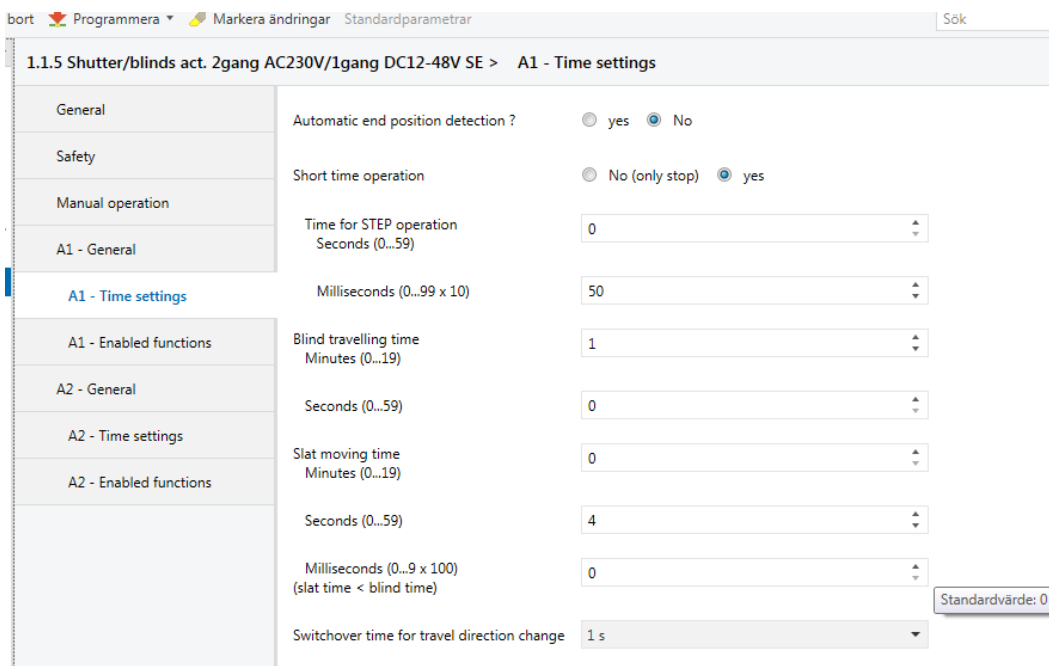 bort Programmera Markera ändringar Standardparametrar Sök
1.1.5 Shutter/blinds act. 2gang AC230V/1gang DC12-48V SE > A1 - Time settings
General
Safety
Manual operation
A1 - General
A1 - Time settings
A1 - Enabled functions
A2 - General
A2 - Time settings
A2 - Enabled functions
Automatic end position detection ? yes No
Short time operation No (only stop) yes
Time for STEP operation
Seconds (0...59) 0
Milliseconds (0...99 x 10) 50
Blind travelling time
Minutes (0...19) 1
Seconds (0...59) 0
Slat moving time
Minutes (0...19) 0
Seconds (0...59) 4
Milliseconds (0...9 x 100) 0
(slat time < blind time)
Standardvärde: 0
Switchover time for travel direction change 1 s